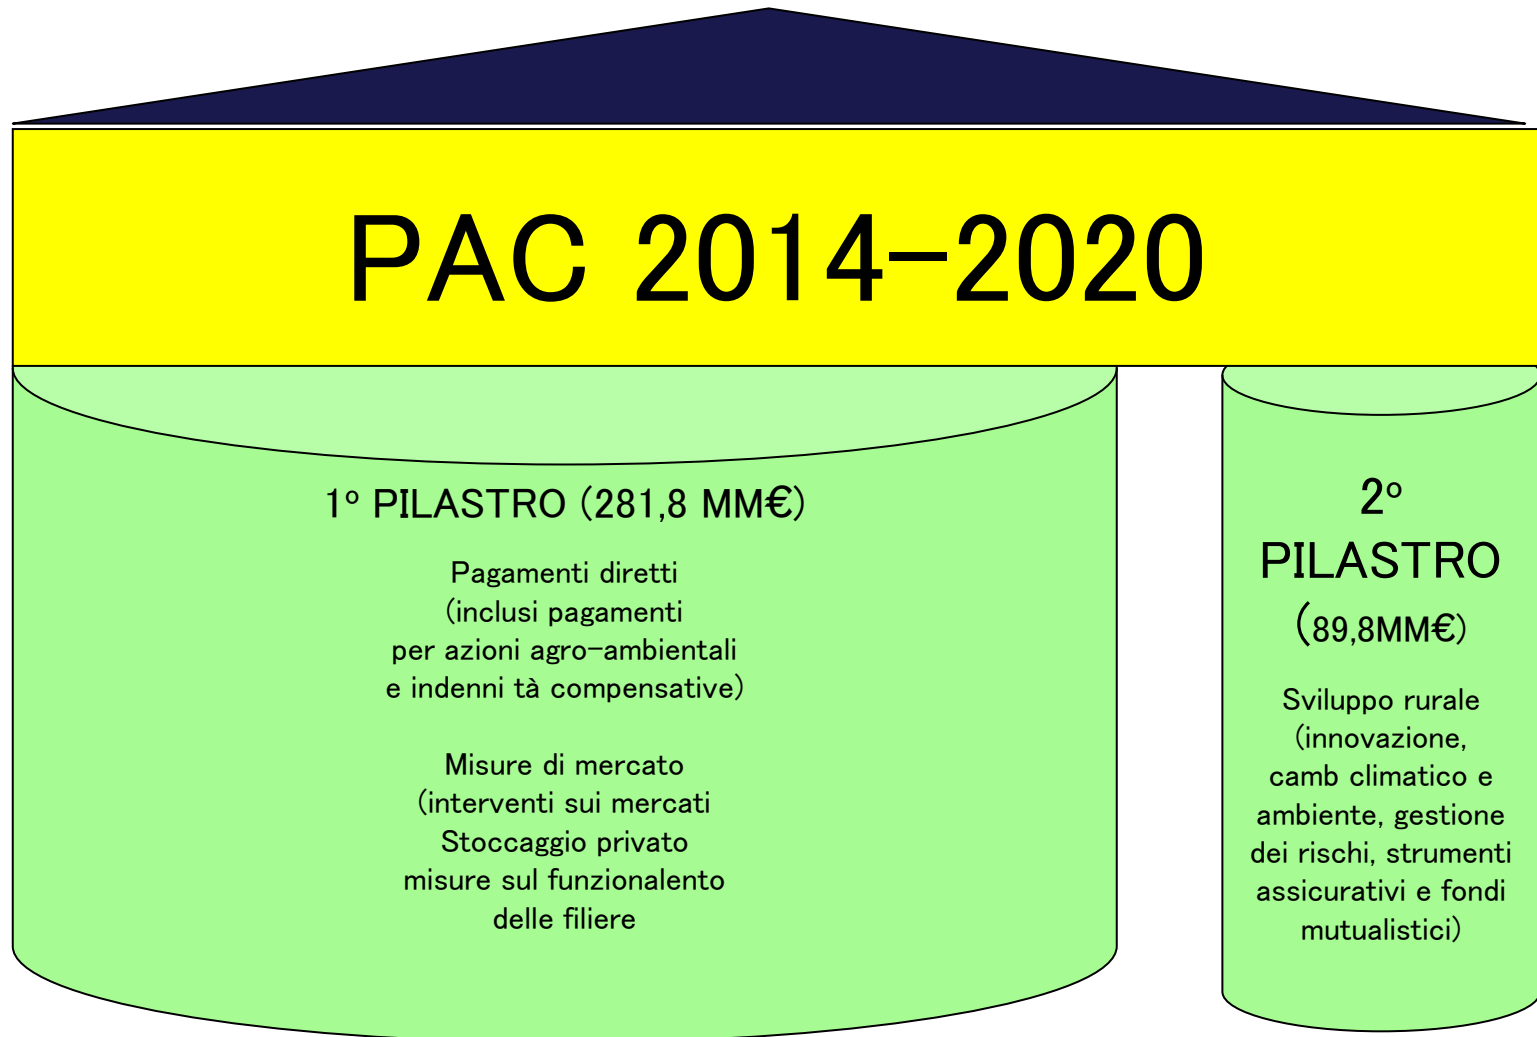 PAC 2014-2020
1º PILASTRO (281,8 MM€)
Pagamenti diretti
(inclusi pagamenti
per azioni agro-ambientali
e indenni tà compensative)
Misure di mercato
(interventi sui mercati
Stoccaggio privato
misure sul funzionalento
delle filiere
2º
PILASTRO
(89,8MM€)
Sviluppo rurale
(innovazione,
camb climatico e
ambiente, gestione
dei rischi, strumenti
assicurativi e fondi
mutualistici)